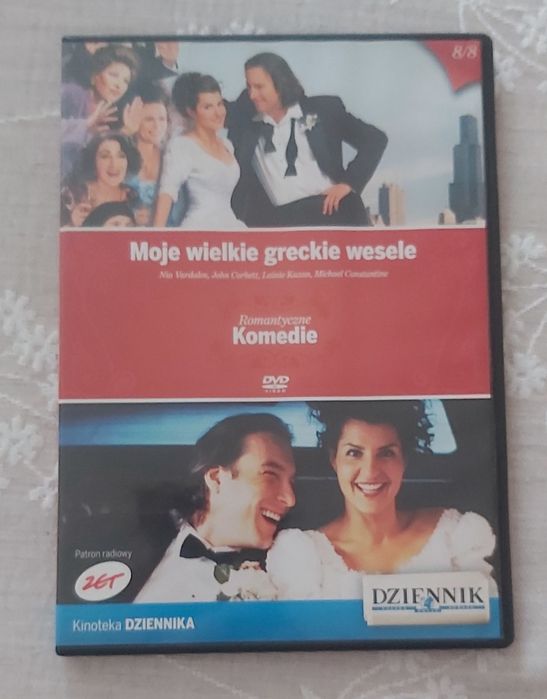 8/8
Moje wielkie greckie wesele
Nia Vardalos, John Corbett, Lainie Kazan, Michael Constantine
Romantyczne
Komedie
DVD
VIDEO
Patron radiowy
ZET
DZIENNIK
Kinoteka DZIENNIKA